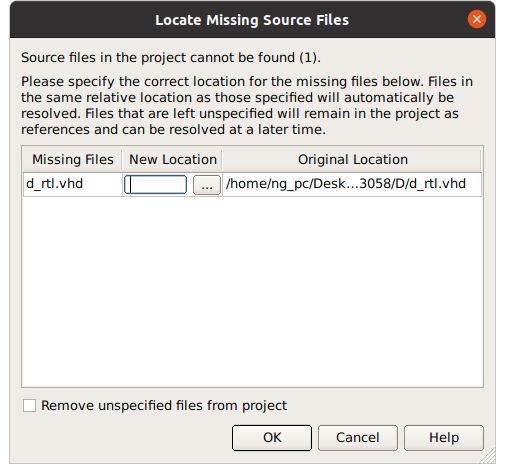 Locate Missing Source Files
Source files in the project cannot be found (1).
Please specify the correct location for the missing files below. Files in
the same relative location as those specified will automatically be
resolved. Files that are left unspecified will remain in the project as
references and can be resolved at a later time.
Missing Files New Location Original Location
d_rtl.vhd ... /home/ng_pc/Desk...3058/D/d_rtl.vhd
Remove unspecified files from project
OK Cancel Help